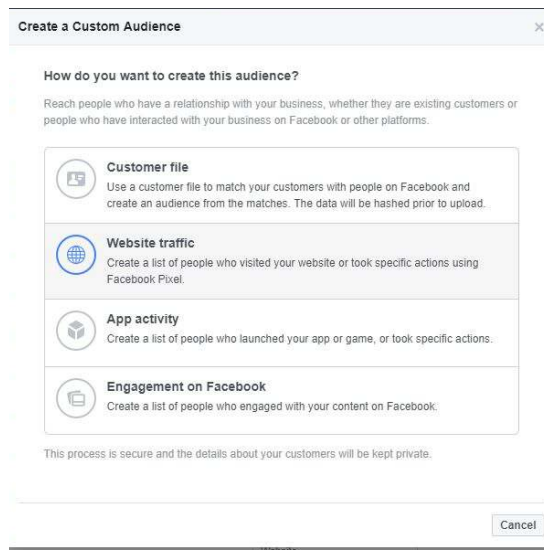 Create a Custom Audience
How do you want to create this audience?
Reach people who have a relationship with your business, whether they are existing customers or
people who have interacted with your business on Facebook or other platforms.
Customer file
Use a customer file to match your customers with people on Facebook and
create an audience from the matches. The data will be hashed prior to upload.
Website traffic
Create a list of people who visited your website or took specific actions using
Facebook Pixel.
App activity
Create a list of people who launched your app or game, or took specific actions.
Engagement on Facebook
Create a list of people who engaged with your content on Facebook.
This process is secure and the details about your customers will be kept private.
Cancel